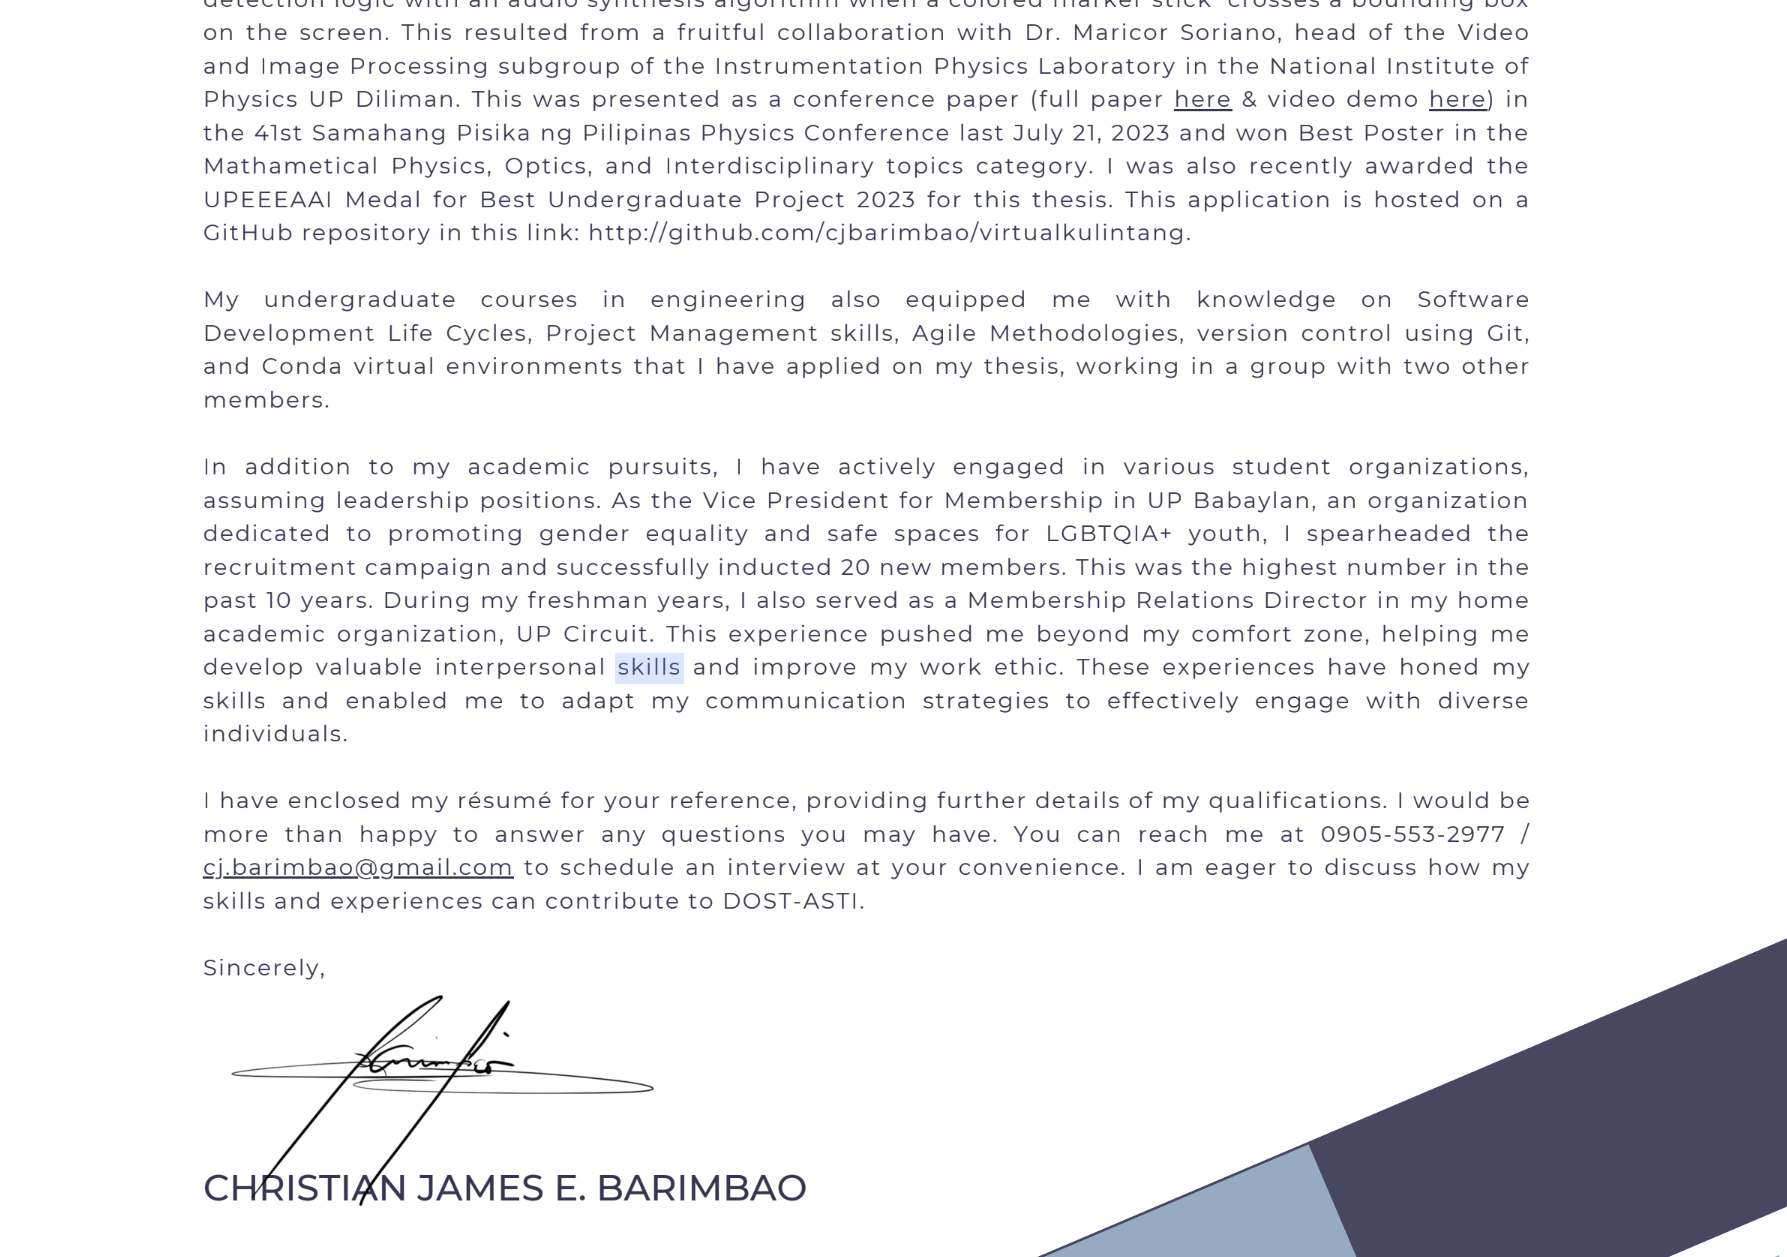 detection logic with an audio synthesis algorithm when a colored marker stick crosses a bounding box
on the screen. This resulted from a fruitful collaboration with Dr. Maricor Soriano, head of the Video
and Image Processing subgroup of the Instrumentation Physics Laboratory in the National Institute of
Physics UP Diliman. This was presented as a conference paper (full paper here & video demo here) in
the 41st Samahang Pisika ng Pilipinas Physics Conference last July 21, 2023 and won Best Poster in the
Mathametical Physics, Optics, and Interdisciplinary topics category. I was also recently awarded the
UPEEEAAI Medal for Best Undergraduate Project 2023 for this thesis. This application is hosted on a
GitHub repository in this link: http://github.com/cjbarimbao/virtualkulintang.
My undergraduate courses in engineering also equipped me with knowledge on Software
Development Life Cycles, Project Management skills, Agile Methodologies, version control using Git,
and Conda virtual environments that I have applied on my thesis, working in a group with two other
members.
In addition to my academic pursuits, I have actively engaged in various student organizations,
assuming leadership positions. As the Vice President for Membership in UP Babaylan, an organization
dedicated to promoting gender equality and safe spaces for LGBTQIA+ youth, I spearheaded the
recruitment campaign and successfully inducted 20 new members. This was the highest number in the
past 10 years. During my freshman years, I also served as a Membership Relations Director in my home
academic organization, UP Circuit. This experience pushed me beyond my comfort zone, helping me
develop valuable interpersonal skills and improve my work ethic. These experiences have honed my
skills and enabled me to adapt my communication strategies to effectively engage with diverse
individuals.
I have enclosed my résumé for your reference, providing further details of my qualifications. I would be
more than happy to answer any questions you may have. You can reach me at 0905-553-2977 /
cj.barimbao@gmail.com to schedule an interview at your convenience. I am eager to discuss how my
skills and experiences can contribute to DOST-ASTI.
Sincerely,
CHRISTIAN JAMES E. BARIMBAO